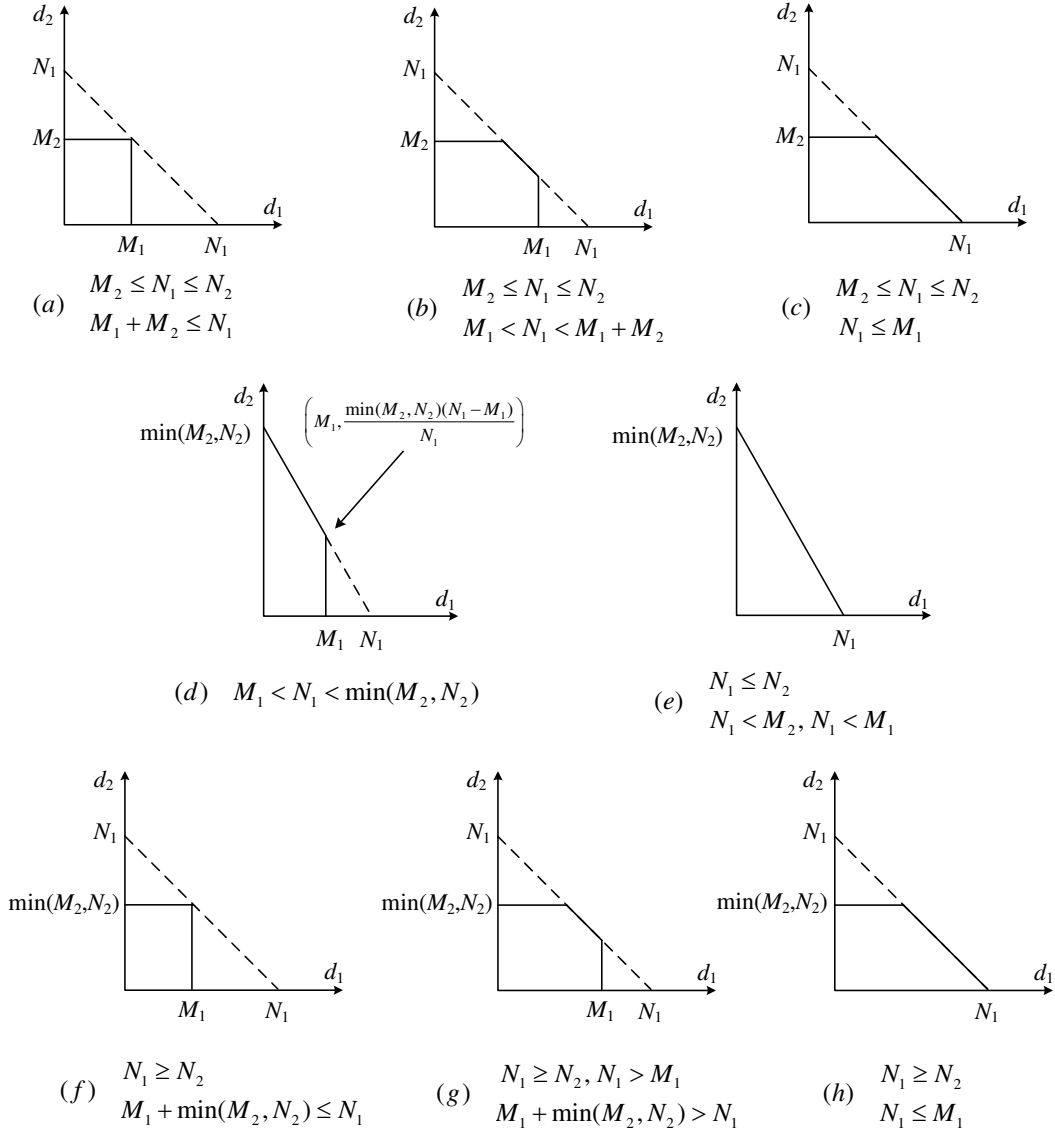 d₂
N₁
M₂
d₁
M₁ N₁
(a) M₂ ≤ N₁ ≤ N₂
M₁ + M₂ ≤ N₁
d₂
N₁
M₂
d₁
M₁ N₁
(b) M₂ ≤ N₁ ≤ N₂
M₁ < N₁ < M₁ + M₂
d₂
N₁
M₂
d₁
N₁
(c) M₂ ≤ N₁ ≤ N₂
N₁ ≤ M₁
d₂
(M₁, min(M₂, N₂)(N₁ − M₁) / N₁)
min(M₂,N₂)
d₁
M₁ N₁
(d) M₁ < N₁ < min(M₂, N₂)
d₂
min(M₂,N₂)
d₁
N₁
(e) N₁ ≤ N₂
N₁ < M₂, N₁ < M₁
d₂
N₁
min(M₂,N₂)
d₁
M₁ N₁
(f) N₁ ≥ N₂
M₁ + min(M₂, N₂) ≤ N₁
d₂
N₁
min(M₂,N₂)
d₁
M₁ N₁
(g) N₁ ≥ N₂, N₁ > M₁
M₁ + min(M₂, N₂) > N₁
d₂
N₁
min(M₂,N₂)
d₁
N₁
(h) N₁ ≥ N₂
N₁ ≤ M₁